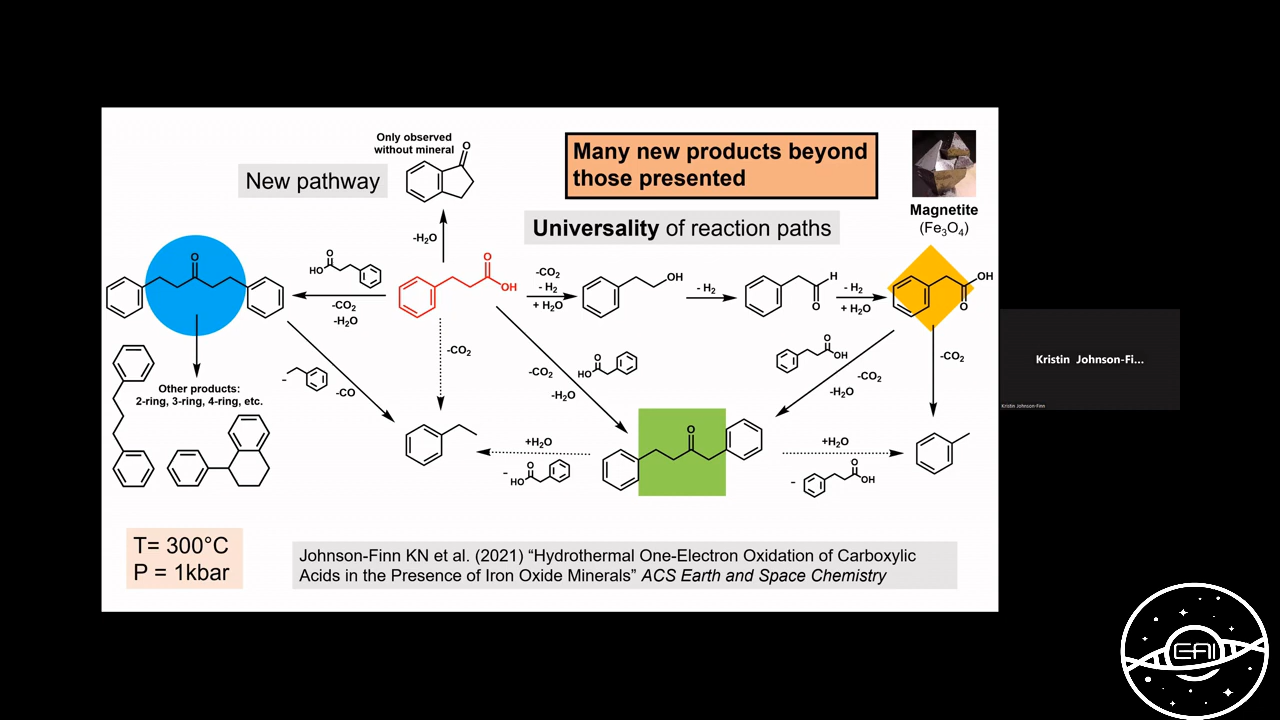 Only observed
without mineral
New pathway
Many new products beyond
those presented
Magnetite
(Fe₃O₄)
Universality of reaction paths
O
-H₂O
O
O
HO
-CO₂
-H₂O
O
OH
-CO₂
- H₂
+ H₂O
OH
- H₂
H
O
- H₂
+ H₂O
OH
O
Kristin Johnson-Fi...
Kristin Johnson-Finn
-CO₂
O
HO
-CO₂
-H₂O
O
OH
-CO₂
-H₂O
-CO₂
-
-CO
Other products:
2-ring, 3-ring, 4-ring, etc.
+H₂O
- O
HO
O
+H₂O
- O
OH
T= 300°C
P = 1kbar
Johnson-Finn KN et al. (2021) “Hydrothermal One-Electron Oxidation of Carboxylic
Acids in the Presence of Iron Oxide Minerals” ACS Earth and Space Chemistry
EAI